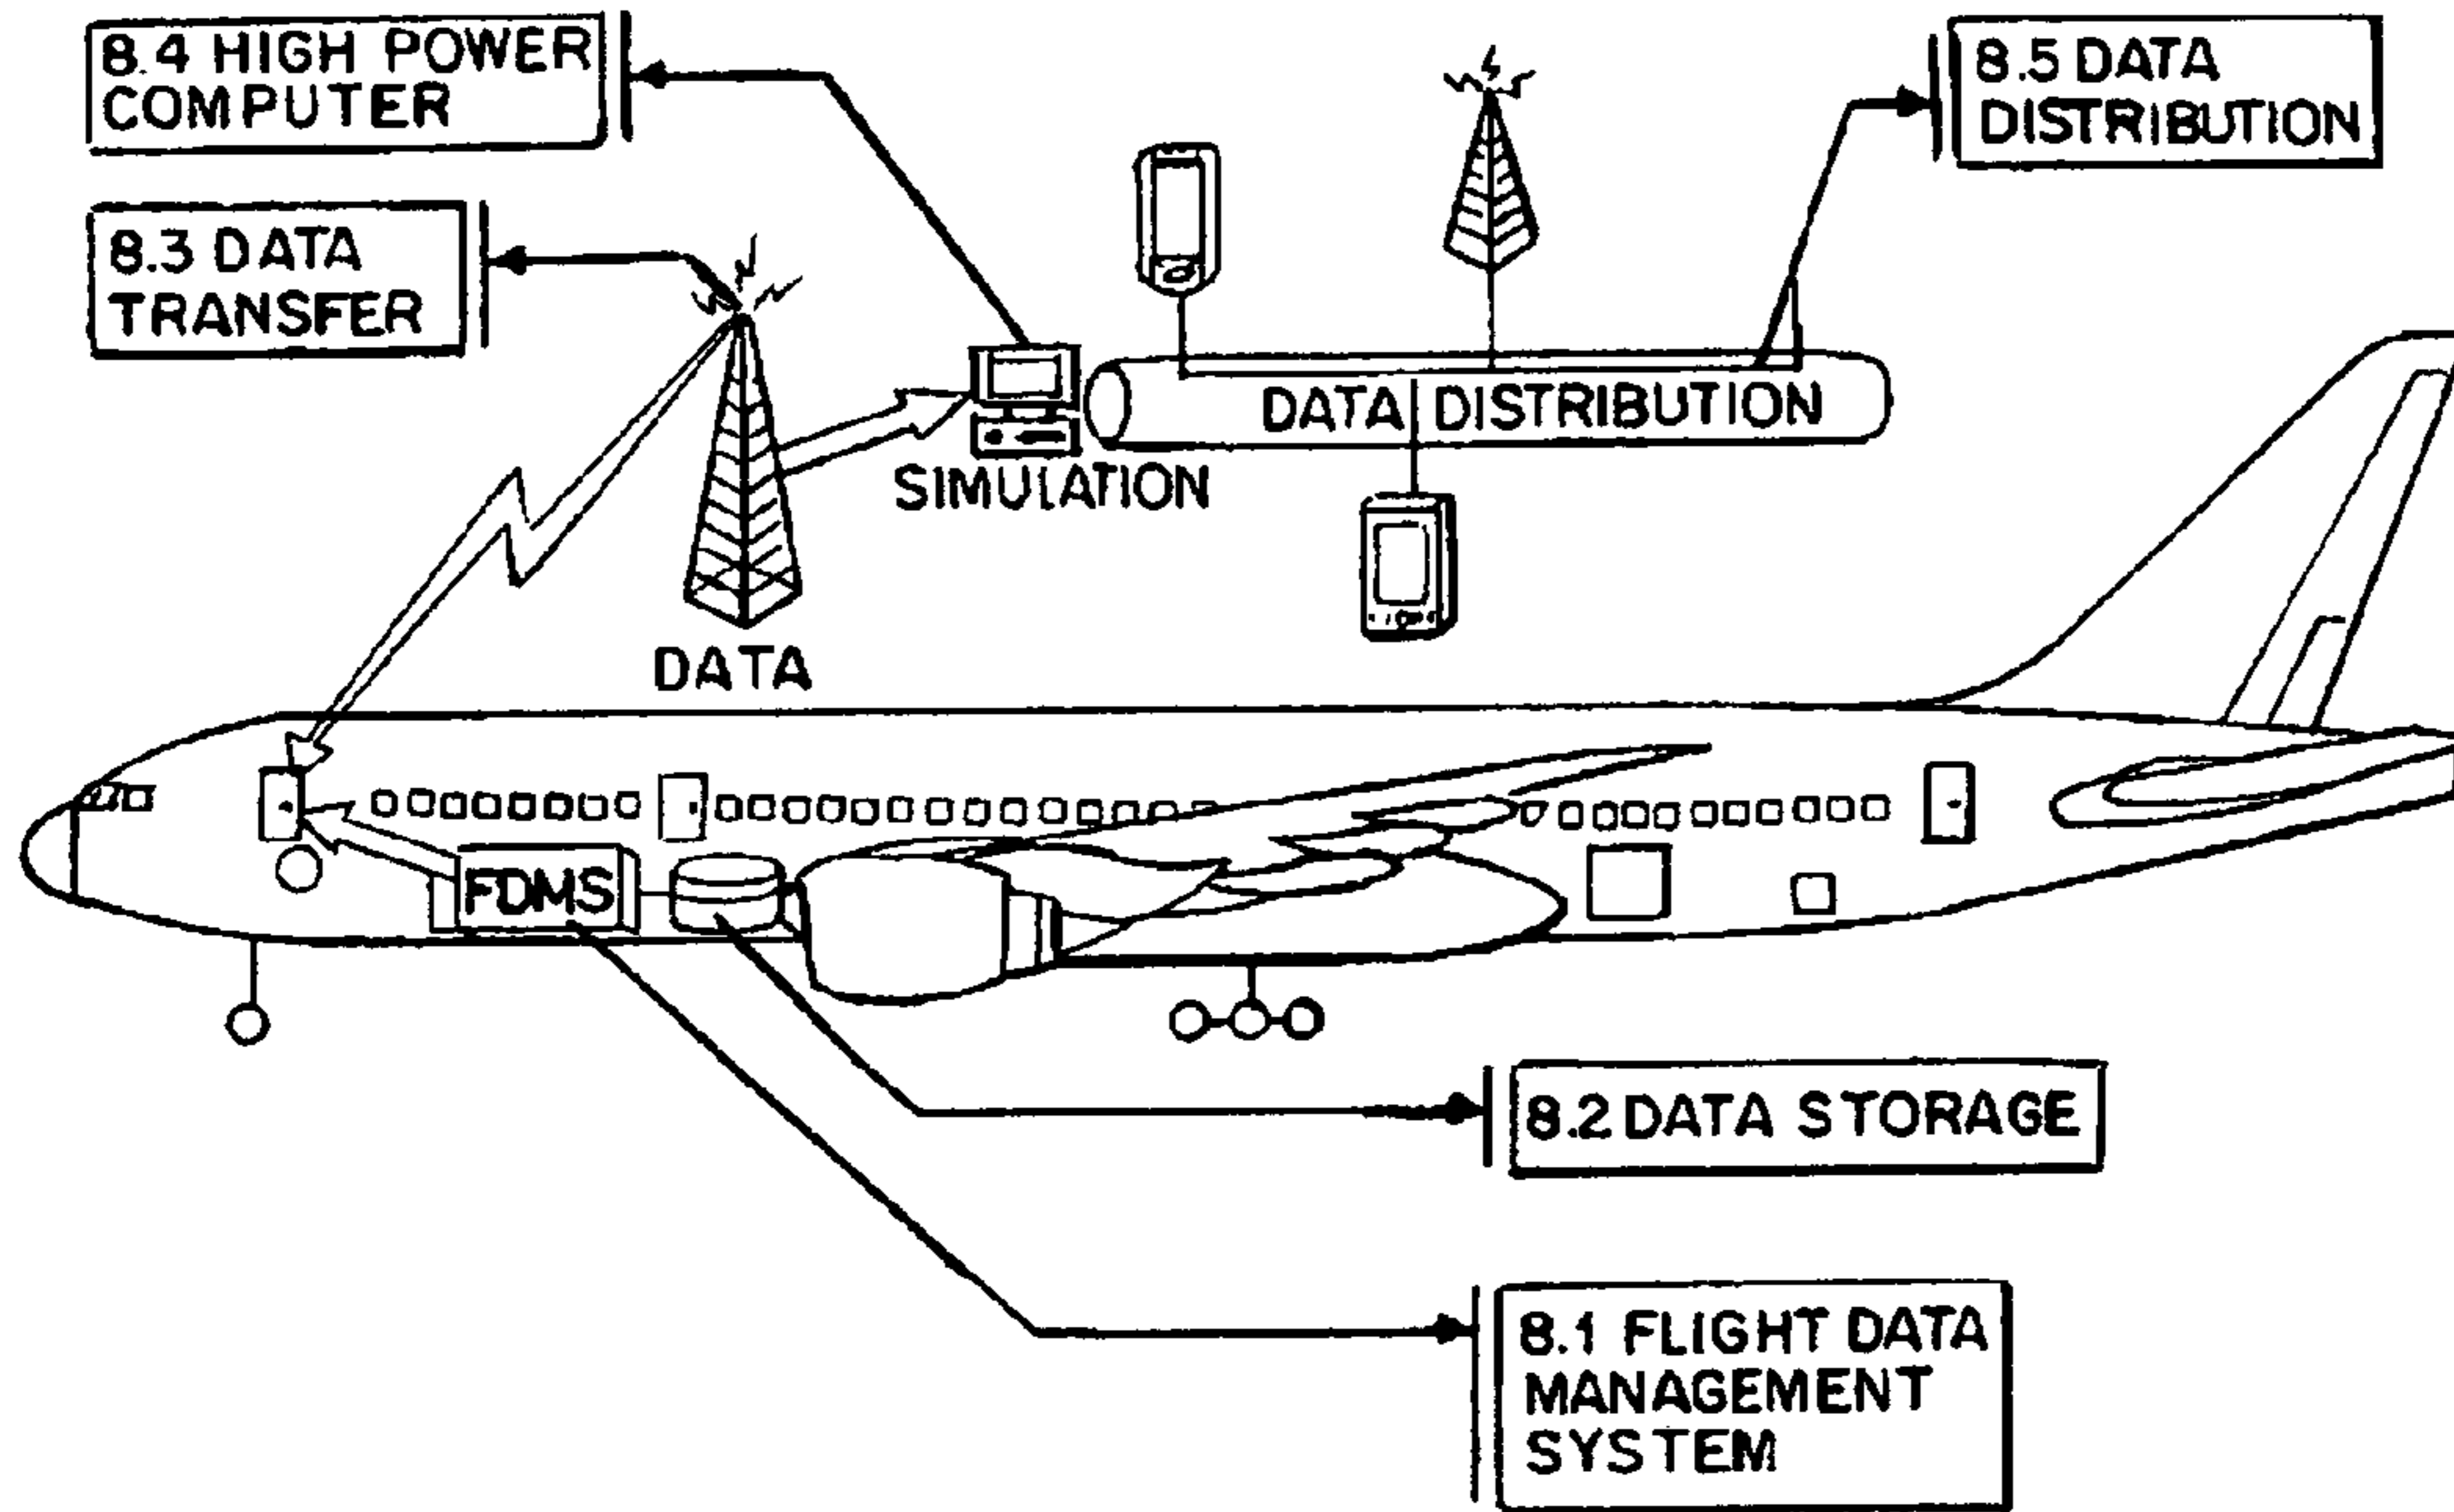 8.4 HIGH POWER
COMPUTER
8.5 DATA
DISTRIBUTION
8.3 DATA
TRANSFER
DATA DISTRIBUTION
SIMULATION
DATA
FDMS
8.2 DATA STORAGE
8.1 FLIGHT DATA
MANAGEMENT
SYSTEM